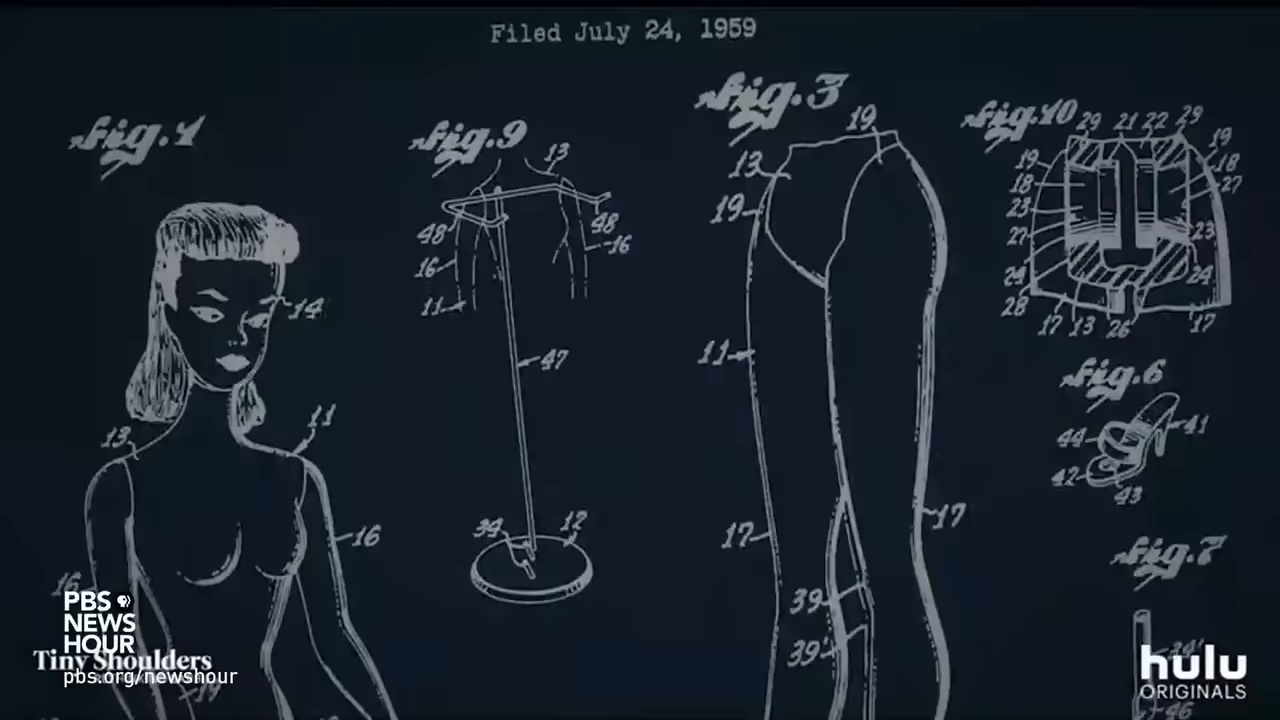 Filed July 24, 1959
Fig.1
14
11
13
16
16
Fig.9
13
48
48
16
16
11
47
34
12
Fig.3
19
13
19
11
17
17
39
39'
Fig.10
29 21 22 29
19
19
18
18
27
23
27
23
24
24
28
17 13 26
17
Fig.6
44
41
42
43
Fig.7
46
PBS
NEWS
HOUR
Tiny Shoulders
pbs.org/newshour
hulu
ORIGINALS